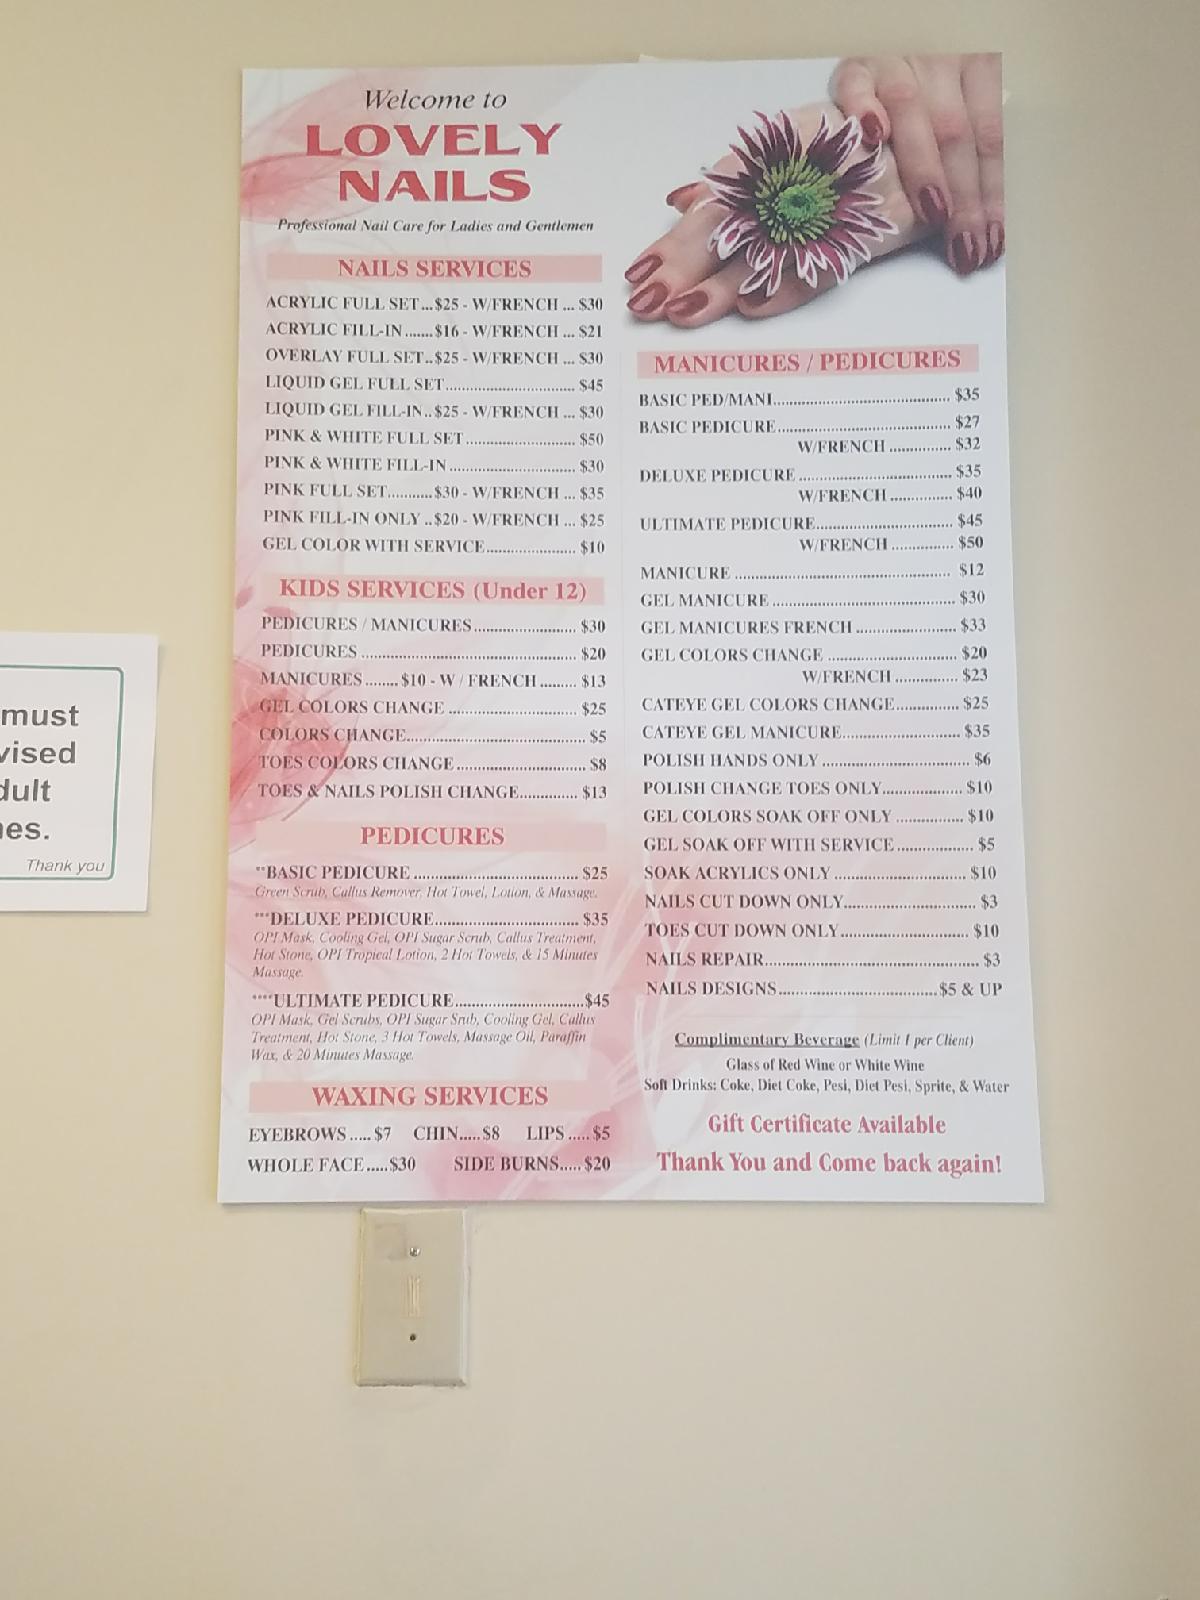 Welcome to
LOVELY
NAILS
Professional Nail Care for Ladies and Gentlemen
NAILS SERVICES
ACRYLIC FULL SET...$25 - W/FRENCH ... $30
ACRYLIC FILL-IN.......$16 - W/FRENCH ... $21
OVERLAY FULL SET..$25 - W/FRENCH ... $30
LIQUID GEL FULL SET............................ $45
LIQUID GEL FILL-IN..$25 - W/FRENCH ... $30
PINK & WHITE FULL SET........................ $50
PINK & WHITE FILL-IN........................... $30
PINK FULL SET...........$30 - W/FRENCH ... $35
PINK FILL-IN ONLY ..$20 - W/FRENCH ... $25
GEL COLOR WITH SERVICE................... $10
KIDS SERVICES (Under 12)
PEDICURES / MANICURES...................... $30
PEDICURES .............................................. $20
MANICURES........$10 - W / FRENCH ......... $13
GEL COLORS CHANGE ........................... $25
COLORS CHANGE....................................... $5
TOES COLORS CHANGE .......................... $8
TOES & NAILS POLISH CHANGE............. $13
PEDICURES
**BASIC PEDICURE ................................... $25
Green Scrub, Callus Remover, Hot Towel, Lotion, & Massage.
***DELUXE PEDICURE............................... $35
OPI Mask, Cooling Gel, OPI Sugar Scrub, Callus Treatment,
Hot Stone, OPI Tropical Lotion, 2 Hot Towels, & 15 Minutes
Massage.
****ULTIMATE PEDICURE...........................$45
OPI Mask, Gel Scrubs, OPI Sugar Srub, Cooling Gel, Callus
Treatment, Hot Stone, 3 Hot Towels, Massage Oil, Paraffin
Wax, & 20 Minutes Massage.
WAXING SERVICES
EYEBROWS ..... $7 CHIN.....$8 LIPS .....$5
WHOLE FACE.....$30 SIDE BURNS..... $20
MANICURES / PEDICURES
BASIC PED/MANI.......................................... $35
BASIC PEDICURE......................................... $27
W/FRENCH .............. $32
DELUXE PEDICURE ..................................... $35
W/FRENCH .............. $40
ULTIMATE PEDICURE................................. $45
W/FRENCH .............. $50
MANICURE .................................................... $12
GEL MANICURE ........................................... $30
GEL MANICURES FRENCH ........................ $33
GEL COLORS CHANGE .............................. $20
W/FRENCH .............. $23
CATEYE GEL COLORS CHANGE.............. $25
CATEYE GEL MANICURE........................... $35
POLISH HANDS ONLY ................................... $6
POLISH CHANGE TOES ONLY................... $10
GEL COLORS SOAK OFF ONLY ................ $10
GEL SOAK OFF WITH SERVICE.................. $5
SOAK ACRYLICS ONLY ............................... $10
NAILS CUT DOWN ONLY............................... $3
TOES CUT DOWN ONLY............................... $10
NAILS REPAIR................................................... $3
NAILS DESIGNS.....................................$5 & UP
Complimentary Beverage (Limit 1 per Client)
Glass of Red Wine or White Wine
Soft Drinks: Coke, Diet Coke, Pesi, Diet Pesi, Sprite, & Water
Gift Certificate Available
Thank You and Come back again!
must
vised
dult
nes.
Thank you